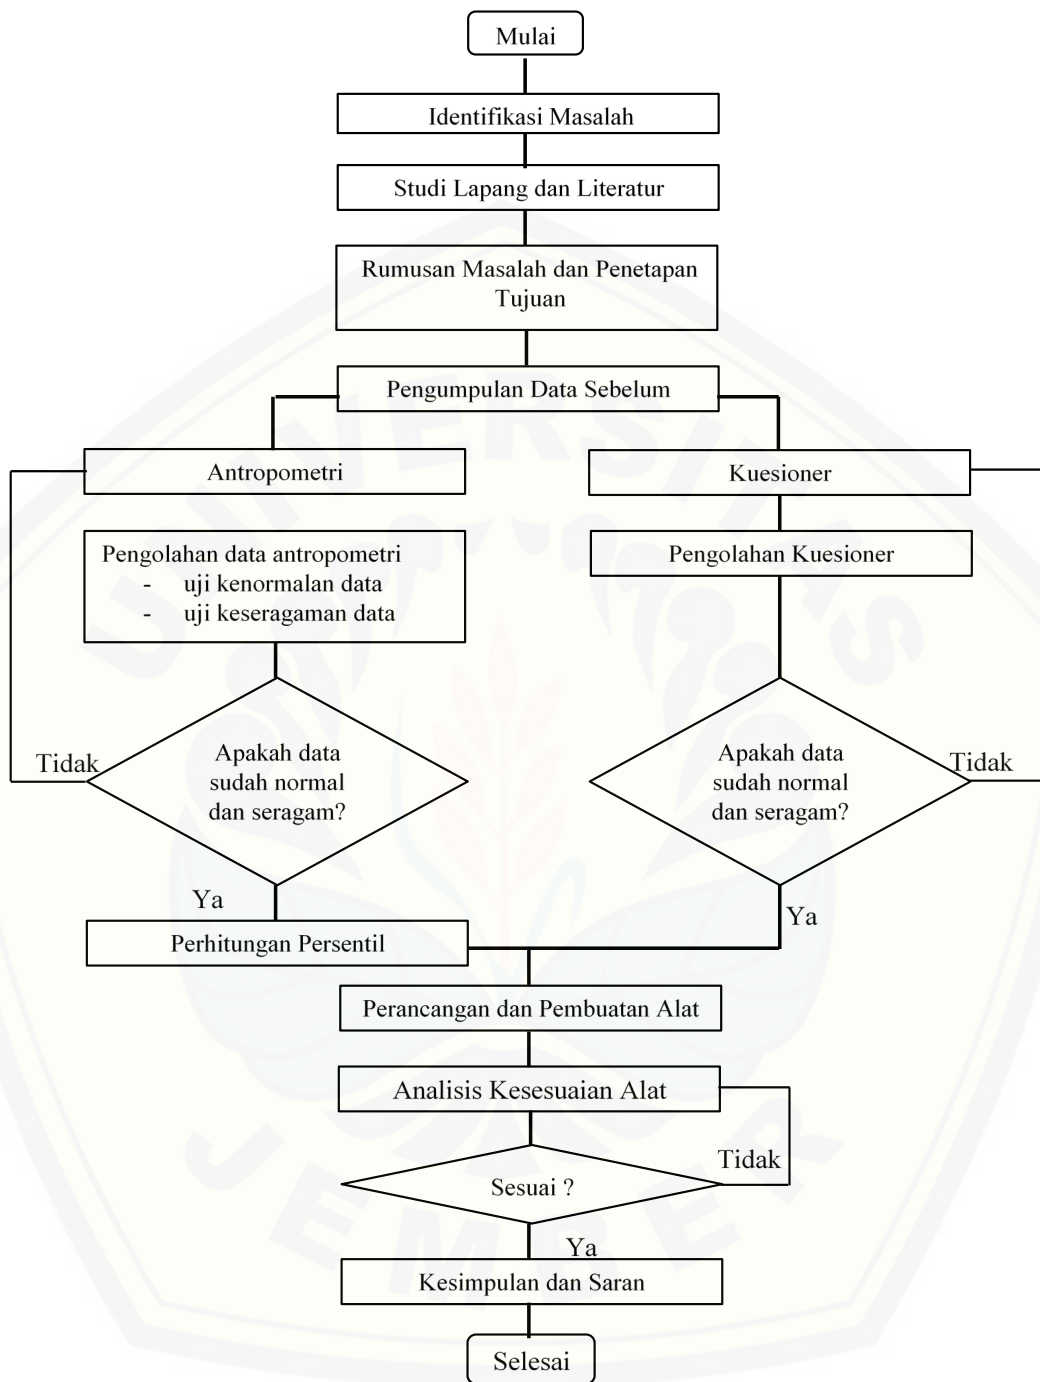 Mulai
Identifikasi Masalah
Studi Lapang dan Literatur
Rumusan Masalah dan Penetapan
Tujuan
Pengumpulan Data Sebelum
Antropometri
Kuesioner
Pengolahan data antropometri
- uji kenormalan data
- uji keseragaman data
Pengolahan Kuesioner
Apakah data
sudah normal
dan seragam?
Tidak
Apakah data
sudah normal
dan seragam?
Tidak
Ya
Ya
Perhitungan Persentil
Perancangan dan Pembuatan Alat
Analisis Kesesuaian Alat
Sesuai ?
Tidak
Ya
Kesimpulan dan Saran
Selesai
UNIVERSITAS
JEMBER